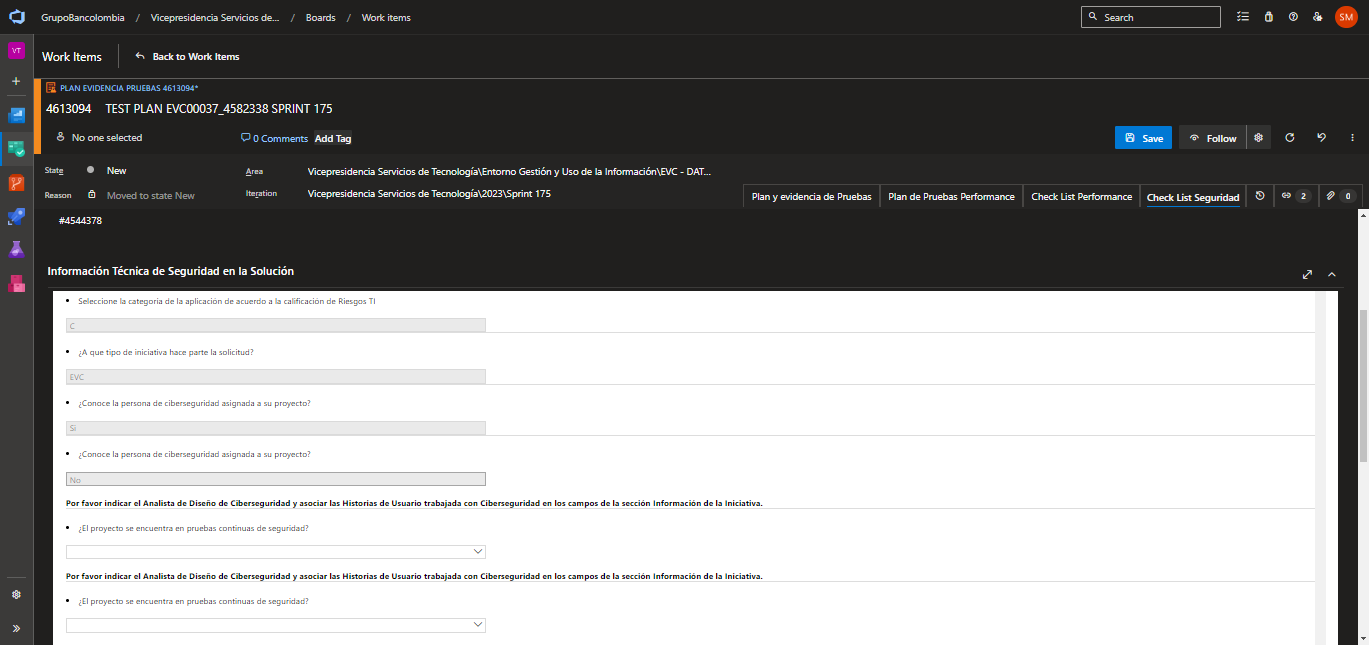 GrupoBancolombia / Vicepresidencia Servicios de... / Boards / Work items
Search
SM
VT
Work Items
Back to Work Items
PLAN EVIDENCIA PRUEBAS 4613094*
4613094 TEST PLAN EVC00037_4582338 SPRINT 175
No one selected
0 Comments
Add Tag
Save
Follow
State
New
Area
Vicepresidencia Servicios de Tecnología\Entorno Gestión y Uso de la Información\EVC - DAT...
Reason
Moved to state New
Iteration
Vicepresidencia Servicios de Tecnología\2023\Sprint 175
Plan y evidencia de Pruebas
Plan de Pruebas Performance
Check List Performance
Check List Seguridad
2
0
#4544378
Información Técnica de Seguridad en la Solución
• Seleccione la categoria de la aplicación de acuerdo a la calificación de Riesgos TI
C
• ¿A que tipo de iniciativa hace parte la solicitud?
EVC
• ¿Conoce la persona de ciberseguridad asignada a su proyecto?
Si
• ¿Conoce la persona de ciberseguridad asignada a su proyecto?
No
Por favor indicar el Analista de Diseño de Ciberseguridad y asociar las Historias de Usuario trabajada con Ciberseguridad en los campos de la sección Información de la Iniciativa.
• ¿El proyecto se encuentra en pruebas continuas de seguridad?
Por favor indicar el Analista de Diseño de Ciberseguridad y asociar las Historias de Usuario trabajada con Ciberseguridad en los campos de la sección Información de la Iniciativa.
• ¿El proyecto se encuentra en pruebas continuas de seguridad?